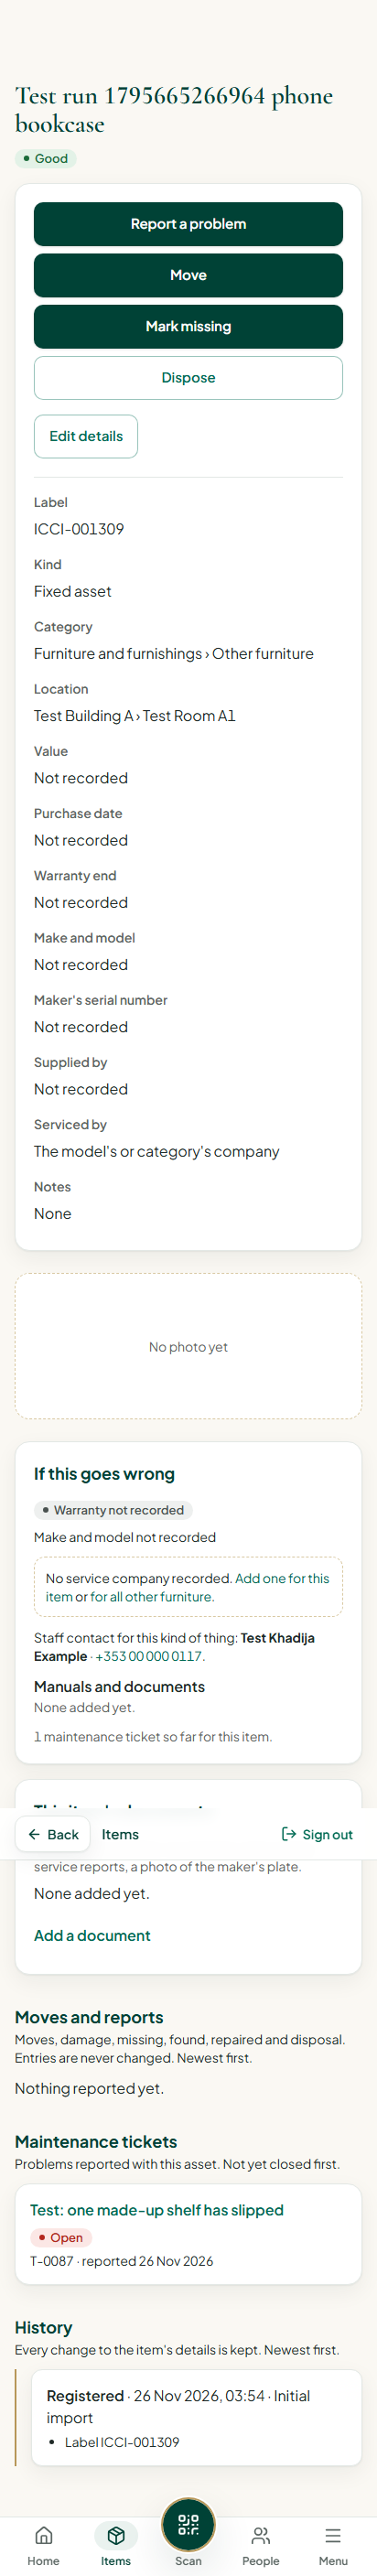 Test run 1795665266964 phone
bookcase
Good
Report a problem
Move
Mark missing
Dispose
Edit details
Label
ICCI-001309
Kind
Fixed asset
Category
Furniture and furnishings › Other furniture
Location
Test Building A › Test Room A1
Value
Not recorded
Purchase date
Not recorded
Warranty end
Not recorded
Make and model
Not recorded
Maker's serial number
Not recorded
Supplied by
Not recorded
Serviced by
The model's or category's company
Notes
None
No photo yet
If this goes wrong
Warranty not recorded
Make and model not recorded
No service company recorded. Add one for this
item or for all other furniture.
Staff contact for this kind of thing: Test Khadija
Example · +353 00 000 0117.
Manuals and documents
None added yet.
1 maintenance ticket so far for this item.
Back
Items
Sign out
service reports, a photo of the maker's plate.
None added yet.
Add a document
Moves and reports
Moves, damage, missing, found, repaired and disposal.
Entries are never changed. Newest first.
Nothing reported yet.
Maintenance tickets
Problems reported with this asset. Not yet closed first.
Test: one made-up shelf has slipped
Open
T-0087 · reported 26 Nov 2026
History
Every change to the item's details is kept. Newest first.
Registered · 26 Nov 2026, 03:54 · Initial
import
Label ICCI-001309
Home
Items
Scan
People
Menu